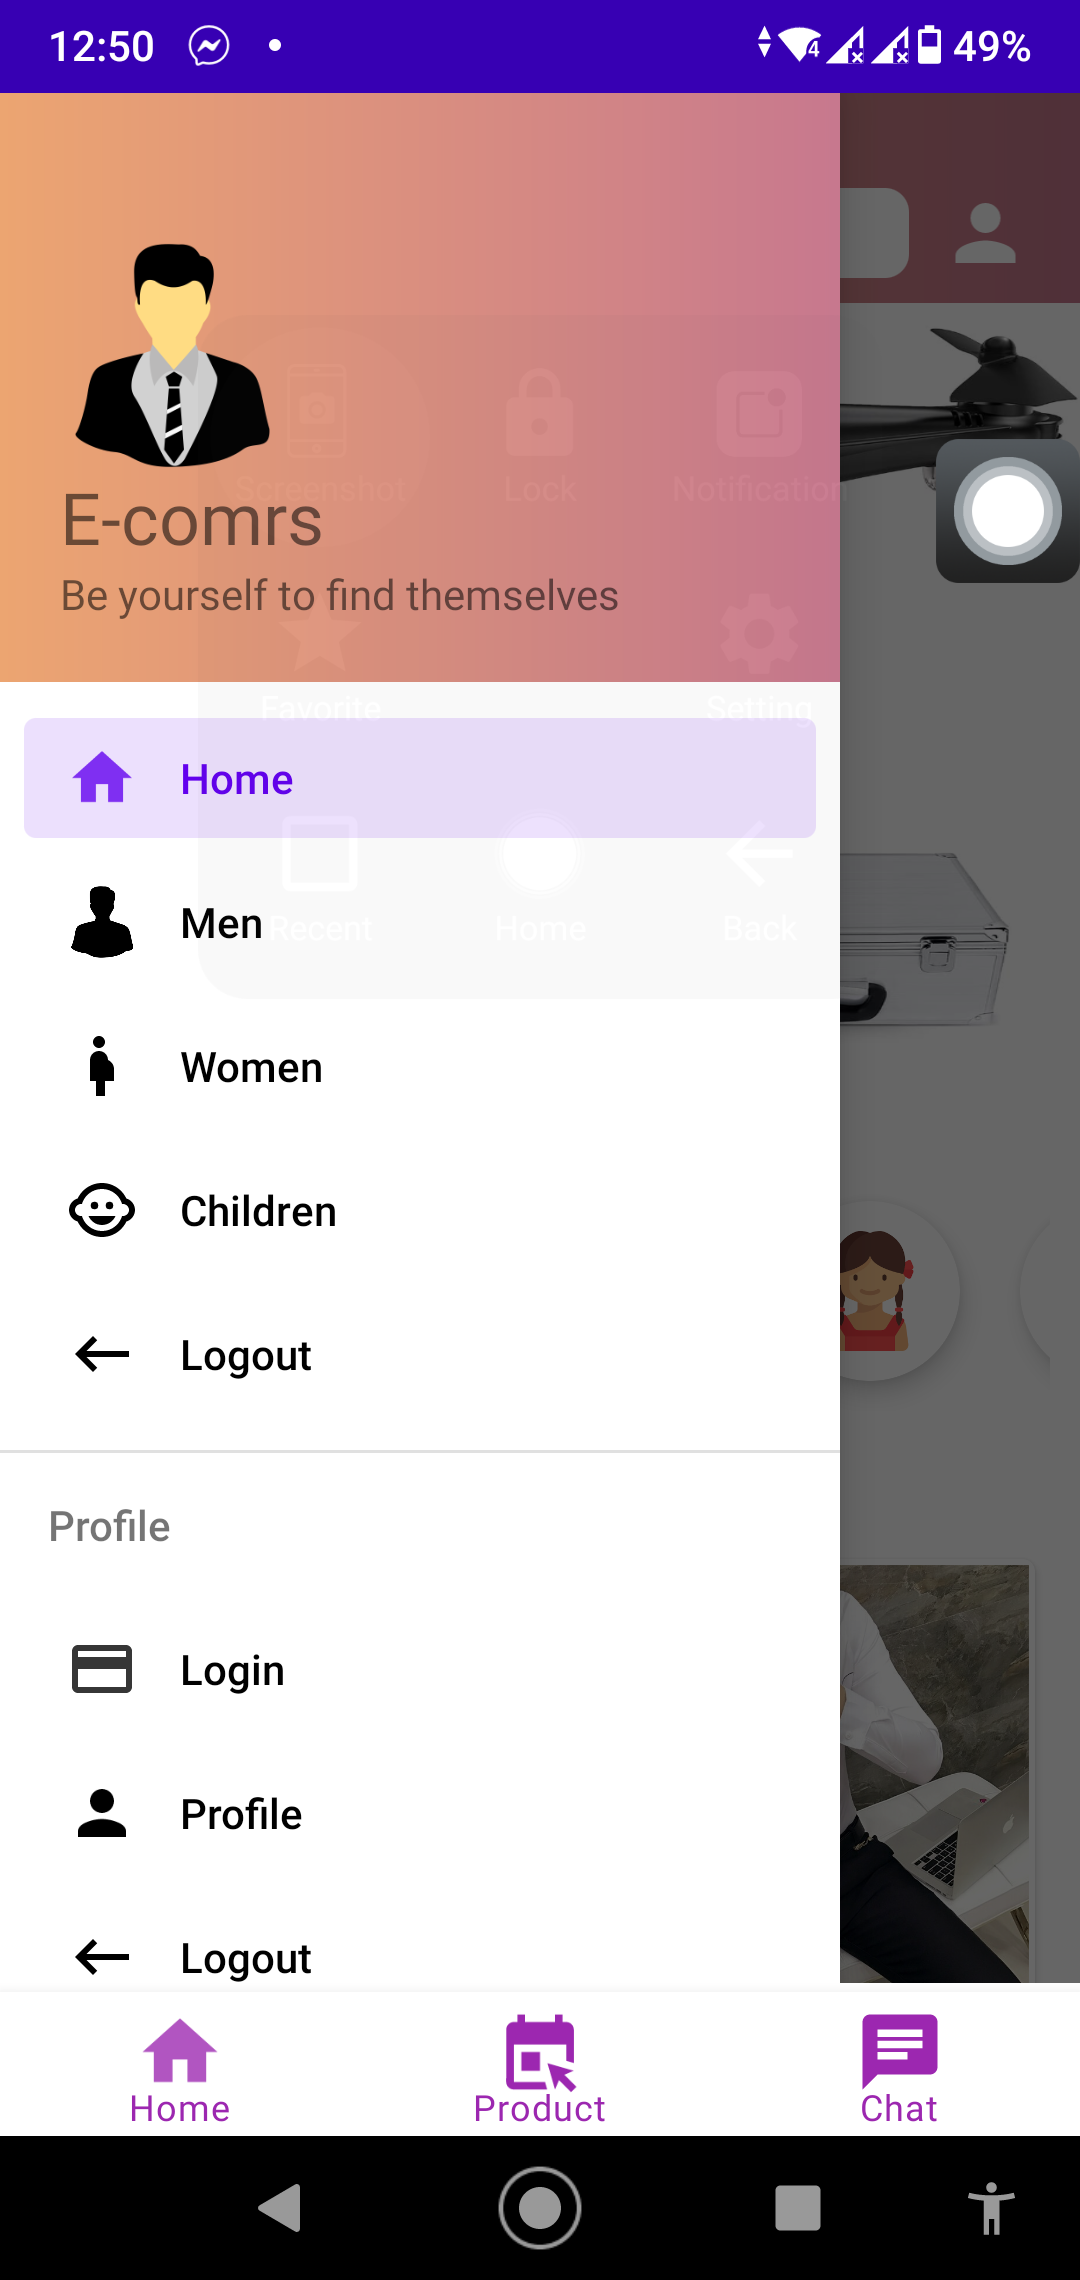 12:50
4
49%
Screenshot
Lock
Notification
E-comrs
Be yourself to find themselves
Favorite
Setting
Home
Men
Recent
Home
Back
Women
Children
Logout
Profile
Login
Profile
Logout
Home
Product
Chat